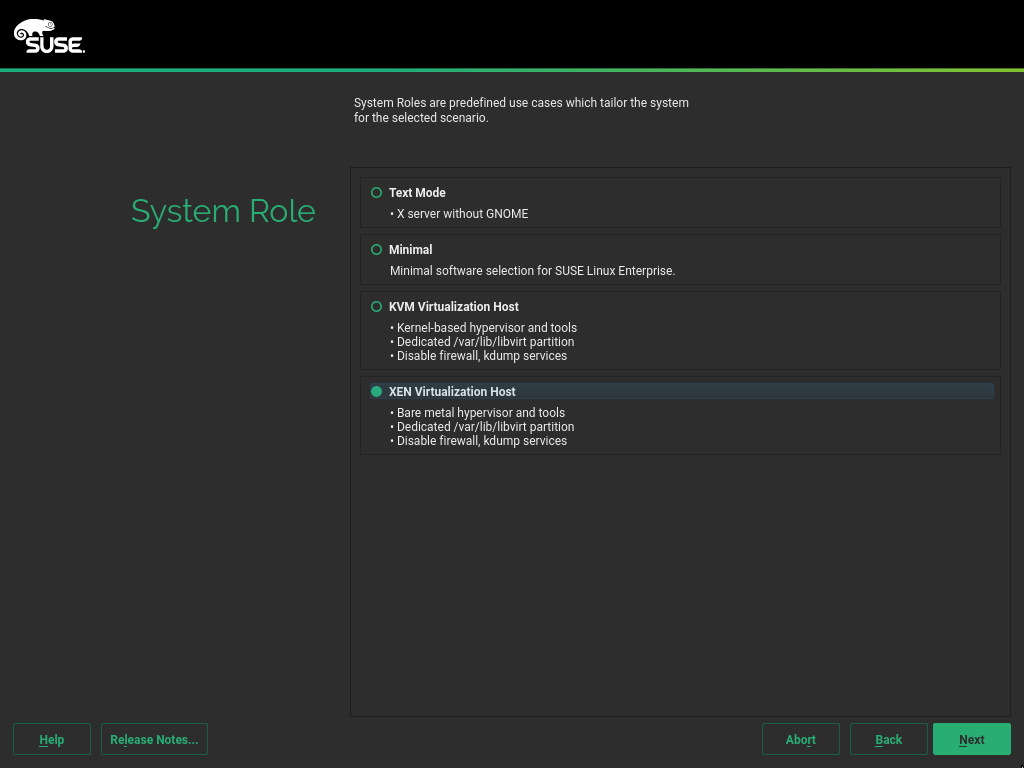 SUSE.
System Roles are predefined use cases which tailor the system
for the selected scenario.
System Role
Text Mode
• X server without GNOME
Minimal
Minimal software selection for SUSE Linux Enterprise.
KVM Virtualization Host
• Kernel-based hypervisor and tools
• Dedicated /var/lib/libvirt partition
• Disable firewall, kdump services
XEN Virtualization Host
• Bare metal hypervisor and tools
• Dedicated /var/lib/libvirt partition
• Disable firewall, kdump services
Help Release Notes... Abort Back Next